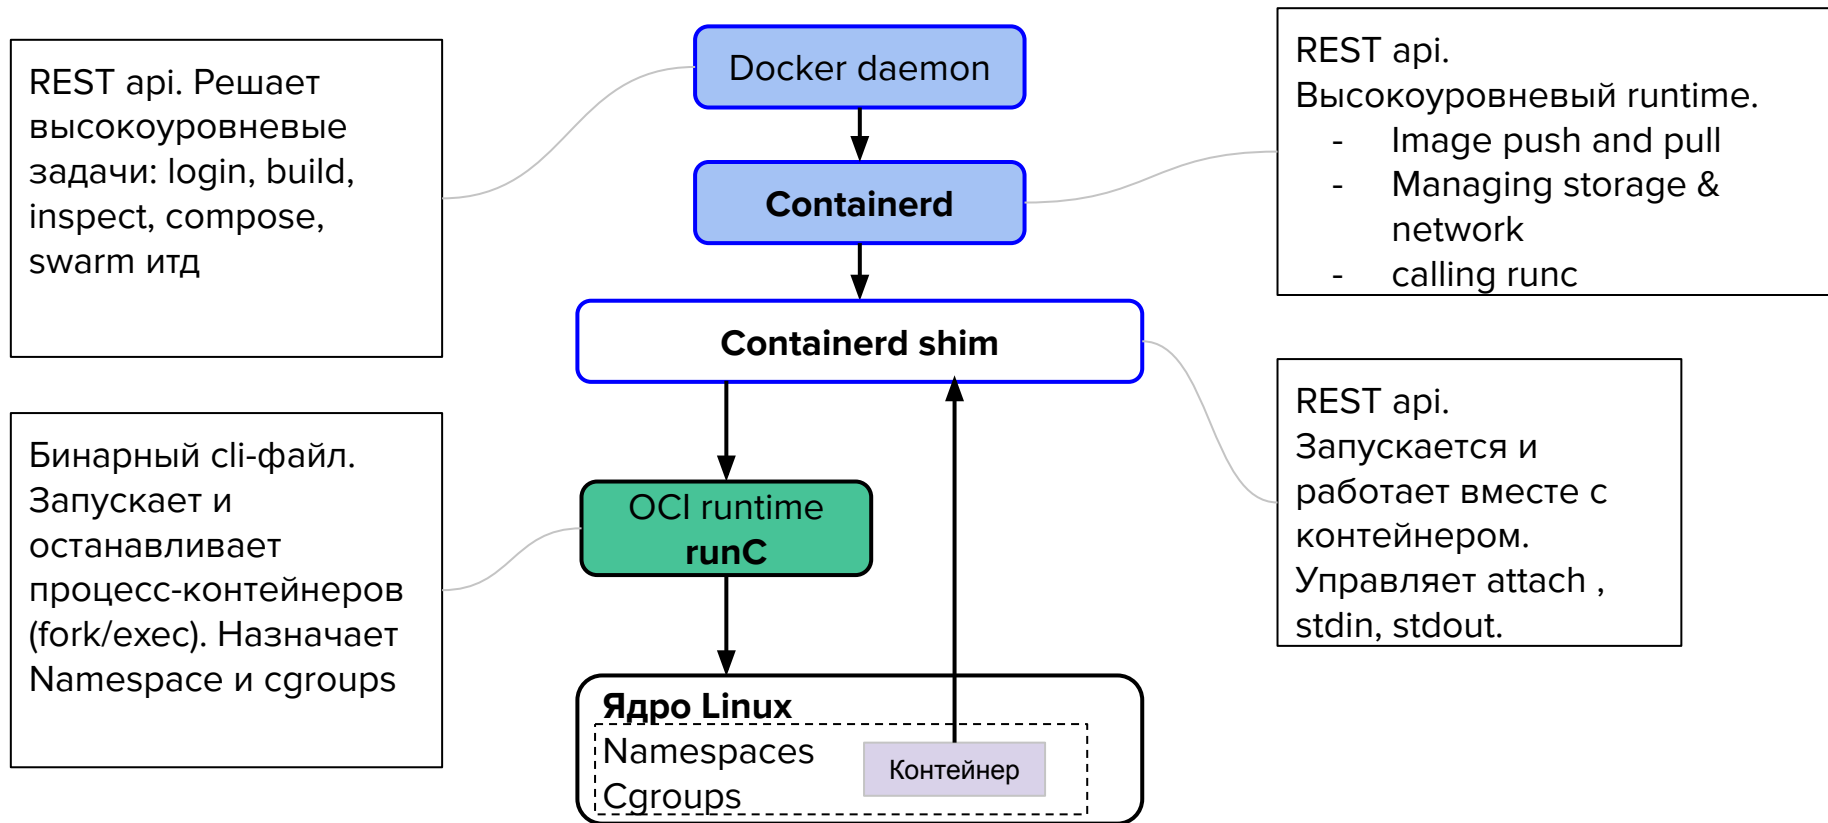 REST api. Решает
высокоуровневые
задачи: login, build,
inspect, compose,
swarm итд
Docker daemon
REST api.
Высокоуровневый runtime.
- Image push and pull
- Managing storage &
network
- calling runc
Containerd
Containerd shim
REST api.
Запускается и
работает вместе с
контейнером.
Управляет attach ,
stdin, stdout.
Бинарный cli-файл.
Запускает и
останавливает
процесс-контейнеров
(fork/exec). Назначает
Namespace и cgroups
OCI runtime
runC
Ядро Linux
Namespaces
Cgroups
Контейнер